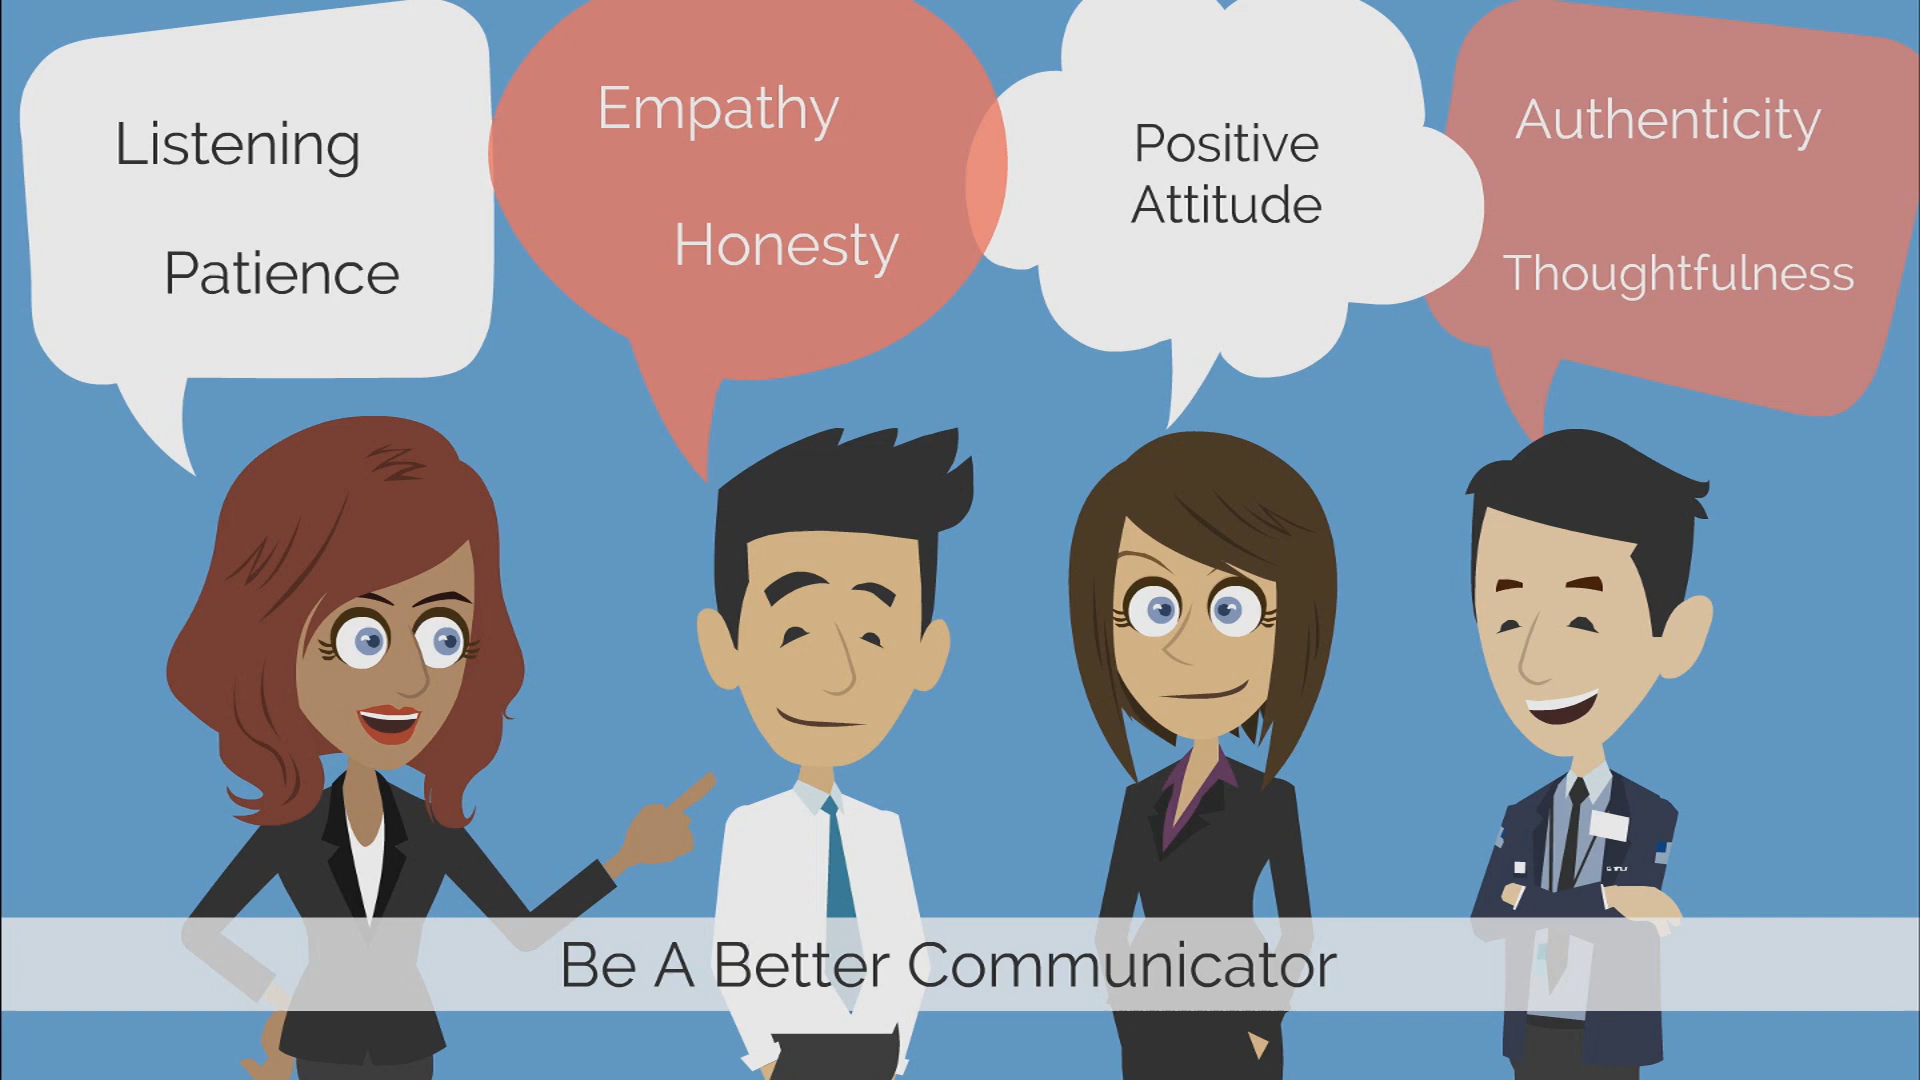 Listening
Patience
Empathy
Honesty
Positive
Attitude
Authenticity
Thoughtfulness
Be A Better Communicator